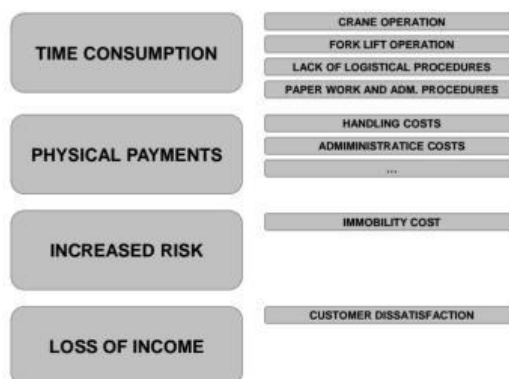 TIME CONSUMPTION
CRANE OPERATION
FORK LIFT OPERATION
LACK OF LOGISTICAL PROCEDURES
PAPER WORK AND ADM. PROCEDURES
PHYSICAL PAYMENTS
HANDLING COSTS
ADMIMINISTRATICE COSTS
...
INCREASED RISK
IMMOBILITY COST
LOSS OF INCOME
CUSTOMER DISSATISFACTION